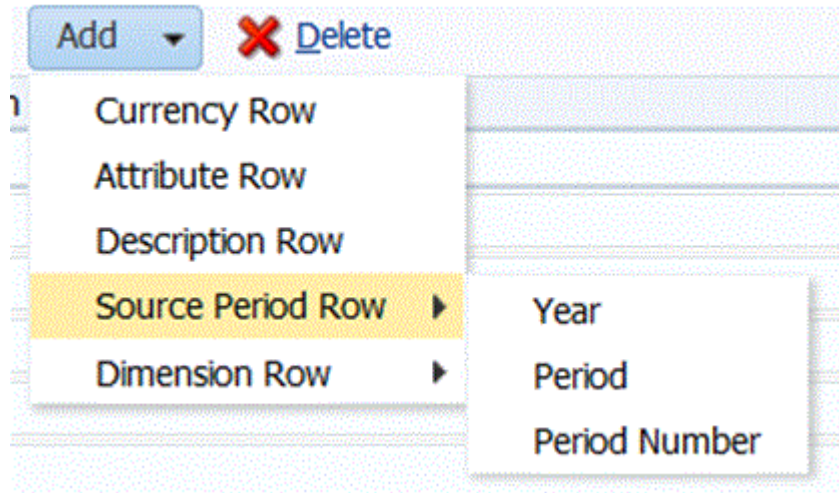 Add Delete
n
Currency Row
Attribute Row
Description Row
Source Period Row
Year
Dimension Row
Period
Period Number